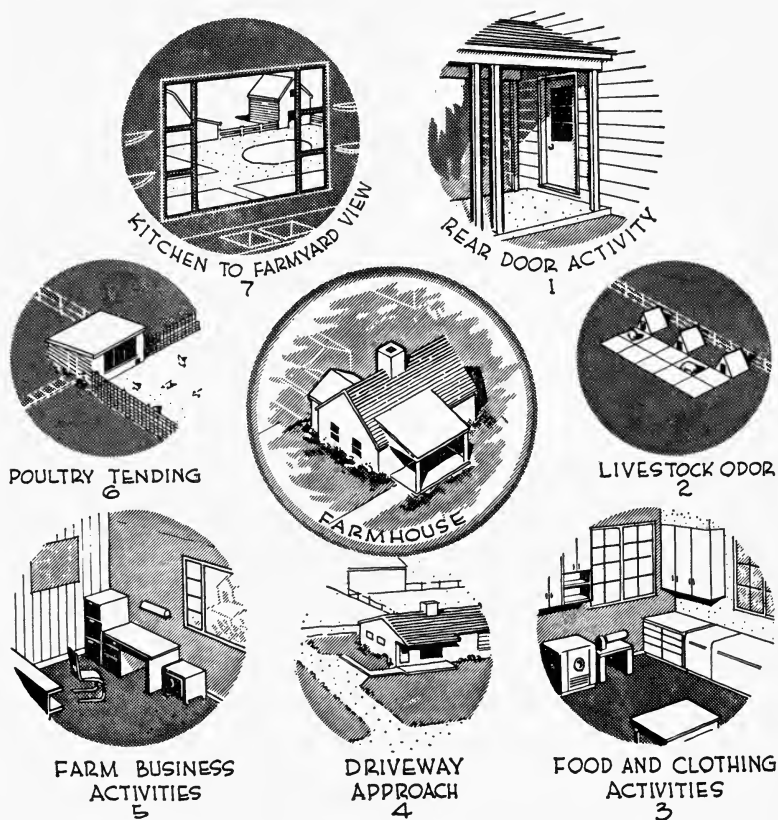 KITCHEN TO FARMYARD VIEW
7
REAR DOOR ACTIVITY
1
POULTRY TENDING
6
FARMHOUSE
LIVESTOCK ODOR
2
FARM BUSINESS
ACTIVITIES
5
DRIVEWAY
APPROACH
4
FOOD AND CLOTHING
ACTIVITIES
3